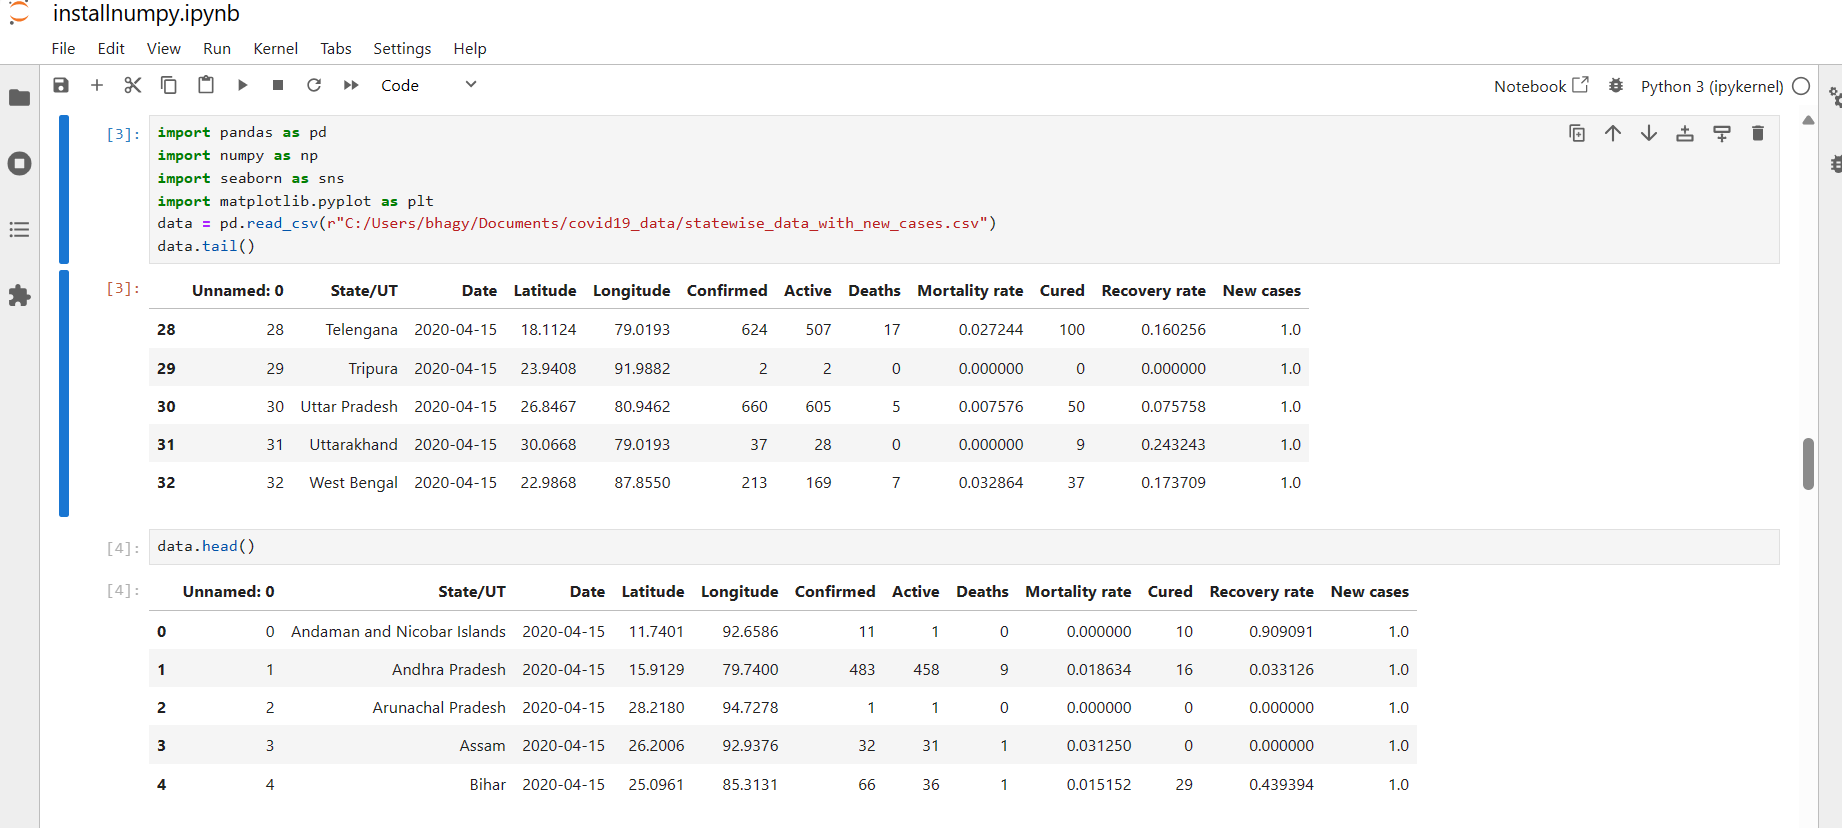 installnumpy.ipynb
File Edit View Run Kernel Tabs Settings Help
Code Notebook Python 3 (ipykernel)
[3]: import pandas as pd
import numpy as np
import seaborn as sns
import matplotlib.pyplot as plt
data = pd.read_csv(r"C:/Users/bhagy/Documents/covid19_data/statewise_data_with_new_cases.csv")
data.tail()
[3]: Unnamed: 0 State/UT Date Latitude Longitude Confirmed Active Deaths Mortality rate Cured Recovery rate New cases
28 28 Telengana 2020-04-15 18.1124 79.0193 624 507 17 0.027244 100 0.160256 1.0
29 29 Tripura 2020-04-15 23.9408 91.9882 2 2 0 0.000000 0 0.000000 1.0
30 30 Uttar Pradesh 2020-04-15 26.8467 80.9462 660 605 5 0.007576 50 0.075758 1.0
31 31 Uttarakhand 2020-04-15 30.0668 79.0193 37 28 0 0.000000 9 0.243243 1.0
32 32 West Bengal 2020-04-15 22.9868 87.8550 213 169 7 0.032864 37 0.173709 1.0
[4]: data.head()
[4]: Unnamed: 0 State/UT Date Latitude Longitude Confirmed Active Deaths Mortality rate Cured Recovery rate New cases
0 0 Andaman and Nicobar Islands 2020-04-15 11.7401 92.6586 11 1 0 0.000000 10 0.909091 1.0
1 1 Andhra Pradesh 2020-04-15 15.9129 79.7400 483 458 9 0.018634 16 0.033126 1.0
2 2 Arunachal Pradesh 2020-04-15 28.2180 94.7278 1 1 0 0.000000 0 0.000000 1.0
3 3 Assam 2020-04-15 26.2006 92.9376 32 31 1 0.031250 0 0.000000 1.0
4 4 Bihar 2020-04-15 25.0961 85.3131 66 36 1 0.015152 29 0.439394 1.0